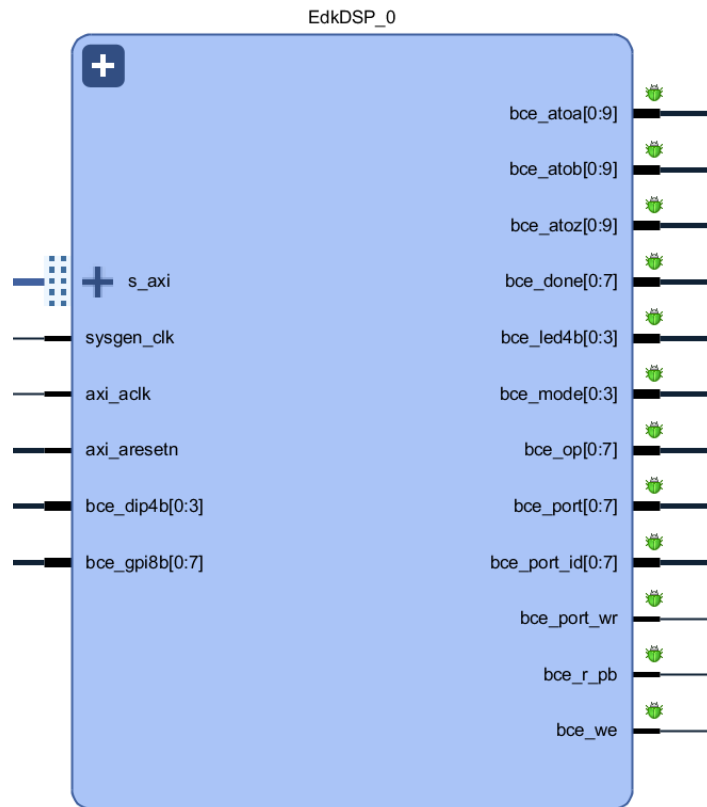 EdkDSP_0
bce_atoa[0:9]
bce_atob[0:9]
bce_atoz[0:9]
s_axi
bce_done[0:7]
sysgen_clk
bce_led4b[0:3]
axi_aclk
bce_mode[0:3]
axi_aresetn
bce_op[0:7]
bce_dip4b[0:3]
bce_port[0:7]
bce_gpi8b[0:7]
bce_port_id[0:7]
bce_port_wr
bce_r_pb
bce_we